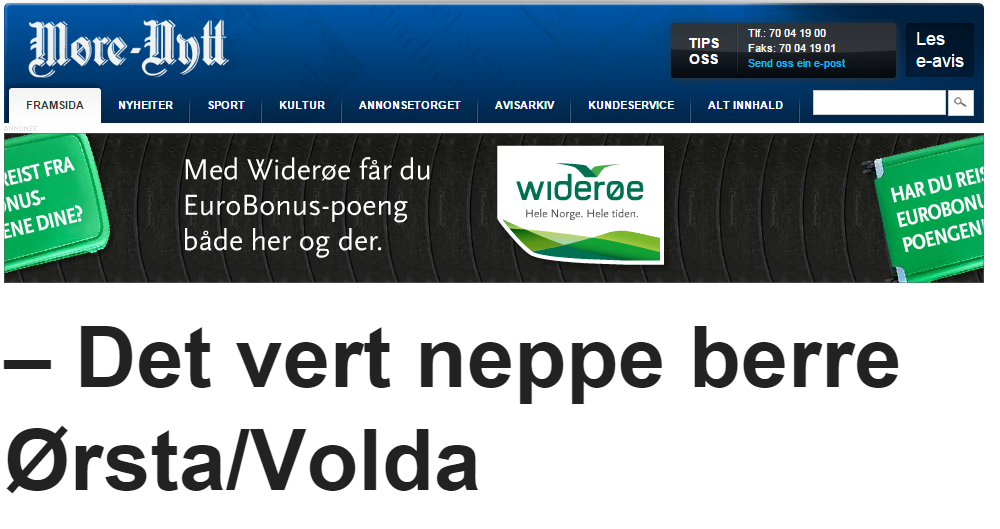 Møre-Nytt
TIPS
OSS
Tlf.: 70 04 19 00
Faks: 70 04 19 01
Send oss ein e-post
Les
e-avis
FRAMSIDA NYHEITER SPORT KULTUR ANNONSETORGET AVISARKIV KUNDESERVICE ALT INNHALD
ANNONSE
REIST FRA
ONUS-
ENE DINE?
Med Widerøe får du
EuroBonus-poeng
både her og der.
widerøe
Hele Norge. Hele tiden.
HAR DU REIS
EUROBONU
POENGEN
– Det vert neppe berre
Ørsta/Volda